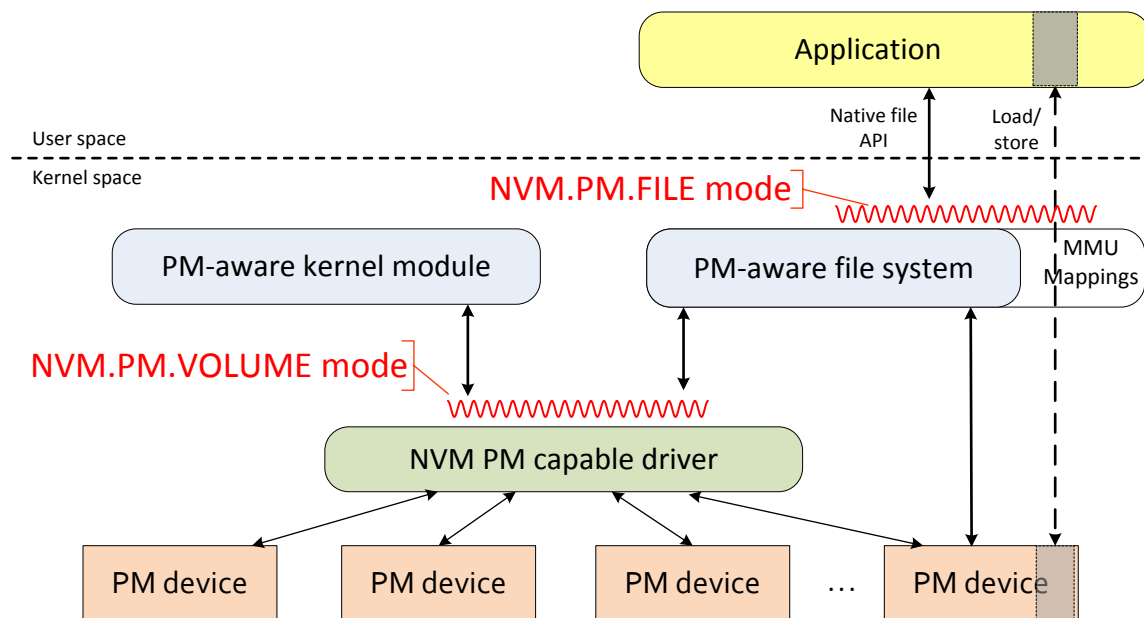 Application
Native file
API
Load/
store
User space
Kernel space
NVM.PM.FILE mode
PM-aware kernel module
PM-aware file system
MMU
Mappings
NVM.PM.VOLUME mode
NVM PM capable driver
PM device
PM device
PM device
...
PM device